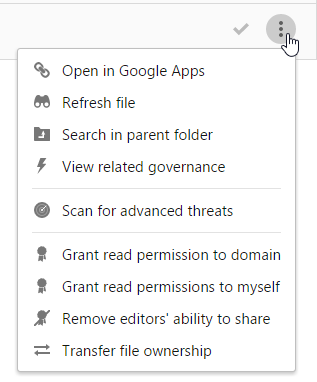 Open in Google Apps
Refresh file
Search in parent folder
View related governance
Scan for advanced threats
Grant read permission to domain
Grant read permissions to myself
Remove editors' ability to share
Transfer file ownership